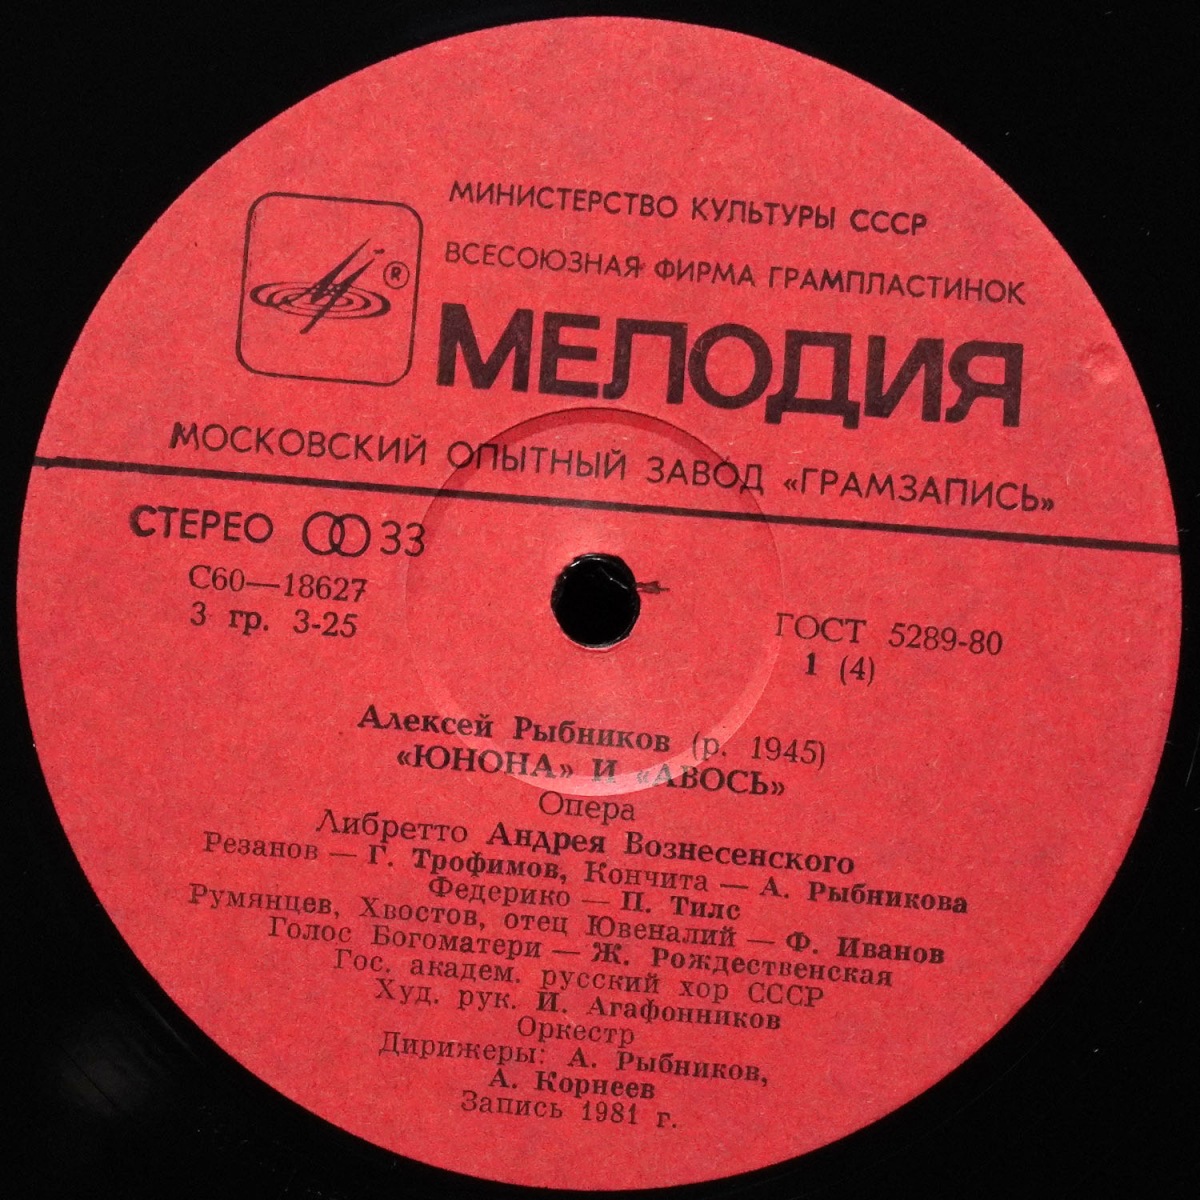 МИНИСТЕРСТВО КУЛЬТУРЫ СССР
ВСЕСОЮЗНАЯ ФИРМА ГРАМПЛАСТИНОК
®
МЕЛОДИЯ
МОСКОВСКИЙ ОПЫТНЫЙ ЗАВОД «ГРАМЗАПИСЬ»
СТЕРЕО 33
С60—18627
3 гр. 3-25
ГОСТ 5289-80
1 (4)
Алексей Рыбников (р. 1945)
«ЮНОНА» И «АВОСЬ»
Опера
Либретто Андрея Вознесенского
Резанов — Г. Трофимов, Кончита — А. Рыбникова
Федерико — П. Тилс
Румянцев, Хвостов, отец Ювеналий — Ф. Иванов
Голос Богоматери — Ж. Рождественская
Гос. академ. русский хор СССР
Худ. рук. И. Агафонников
Оркестр
Дирижеры: А. Рыбников,
А. Корнеев
Запись 1981 г.